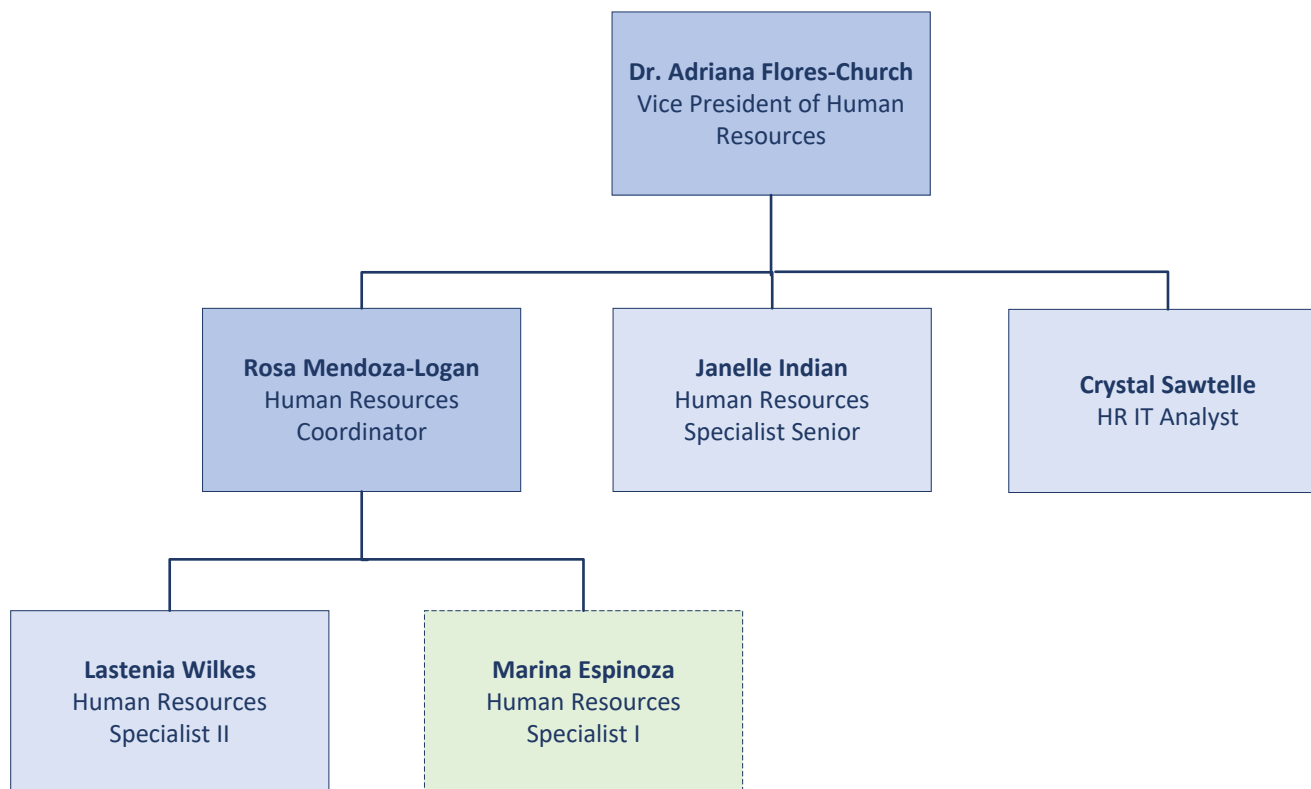 Dr. Adriana Flores-Church
Vice President of Human
Resources
Rosa Mendoza-Logan
Human Resources
Coordinator
Janelle Indian
Human Resources
Specialist Senior
Crystal Sawtelle
HR IT Analyst
Lastenia Wilkes
Human Resources
Specialist II
Marina Espinoza
Human Resources
Specialist I